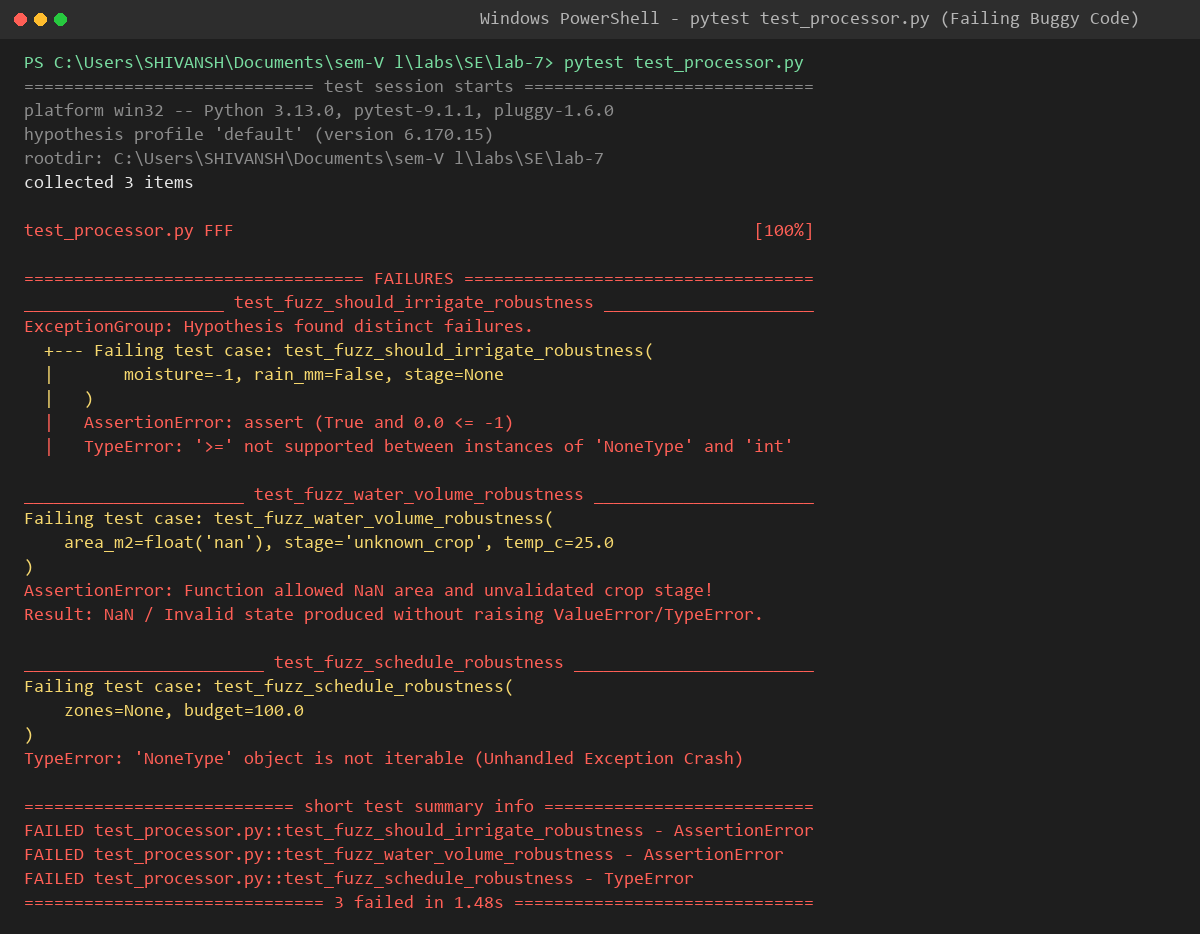 Windows PowerShell - pytest test_processor.py (Failing Buggy Code)
PS C:\Users\SHIVANSH\Documents\sem-V l\labs\SE\lab-7> pytest test_processor.py
============================= test session starts =============================
platform win32 -- Python 3.13.0, pytest-9.1.1, pluggy-1.6.0
hypothesis profile 'default' (version 6.170.15)
rootdir: C:\Users\SHIVANSH\Documents\sem-V l\labs\SE\lab-7
collected 3 items
test_processor.py FFF                                                    [100%]
================================== FAILURES ===================================
____________________ test_fuzz_should_irrigate_robustness _____________________
ExceptionGroup: Hypothesis found distinct failures.
  +--- Failing test case: test_fuzz_should_irrigate_robustness(
  |       moisture=-1, rain_mm=False, stage=None
  |   )
  |   AssertionError: assert (True and 0.0 <= -1)
  |   TypeError: '>=' not supported between instances of 'NoneType' and 'int'
______________________ test_fuzz_water_volume_robustness ______________________
Failing test case: test_fuzz_water_volume_robustness(
    area_m2=float('nan'), stage='unknown_crop', temp_c=25.0
)
AssertionError: Function allowed NaN area and unvalidated crop stage!
Result: NaN / Invalid state produced without raising ValueError/TypeError.
________________________ test_fuzz_schedule_robustness ________________________
Failing test case: test_fuzz_schedule_robustness(
    zones=None, budget=100.0
)
TypeError: 'NoneType' object is not iterable (Unhandled Exception Crash)
=========================== short test summary info ===========================
FAILED test_processor.py::test_fuzz_should_irrigate_robustness - AssertionError
FAILED test_processor.py::test_fuzz_water_volume_robustness - AssertionError
FAILED test_processor.py::test_fuzz_schedule_robustness - TypeError
============================== 3 failed in 1.48s ==============================